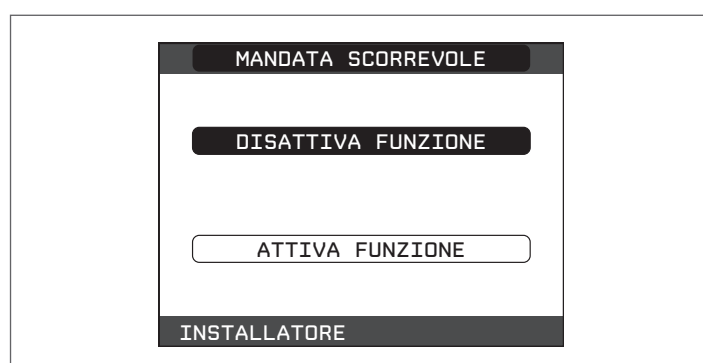 MANDATA SCORREVOLE
DISATTIVA FUNZIONE
ATTIVA FUNZIONE
INSTALLATORE